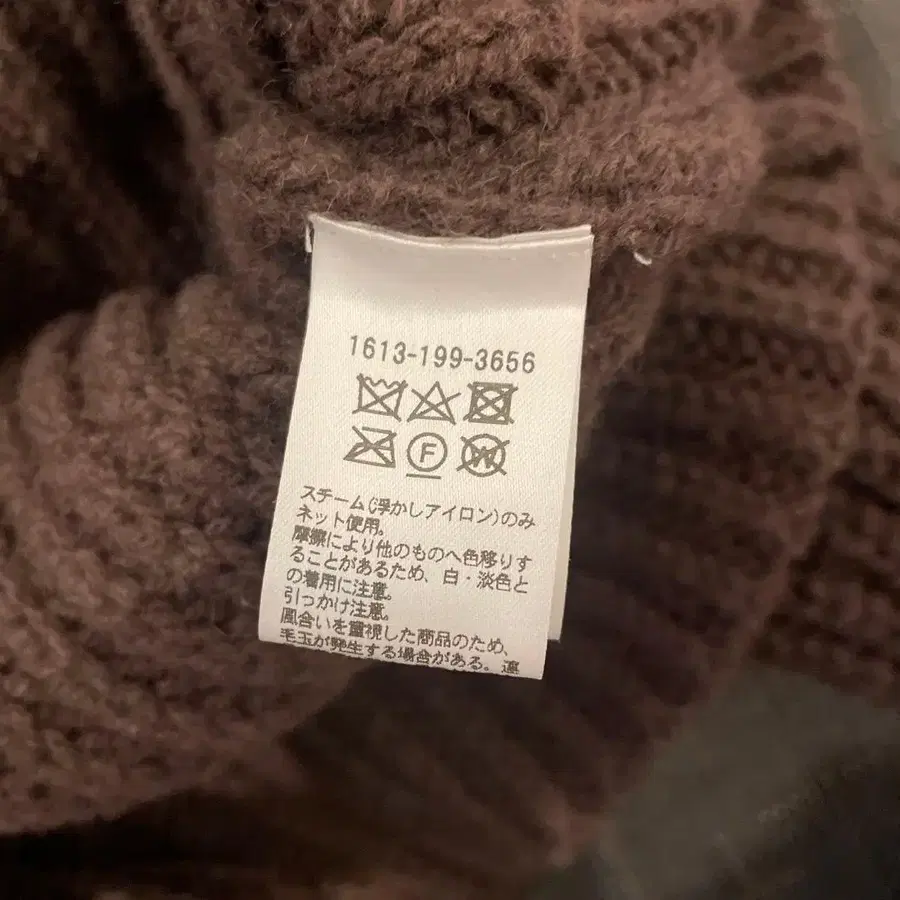 1613-199-3656
F W
スチーム(浮かしアイロン)のみ
ネット使用。
摩擦により他のものへ色移りす
ることがあるため、白・淡色と
の着用に注意。
引っかけ注意。
風合いを重視した商品のため、
毛玉が発生する場合がある。連